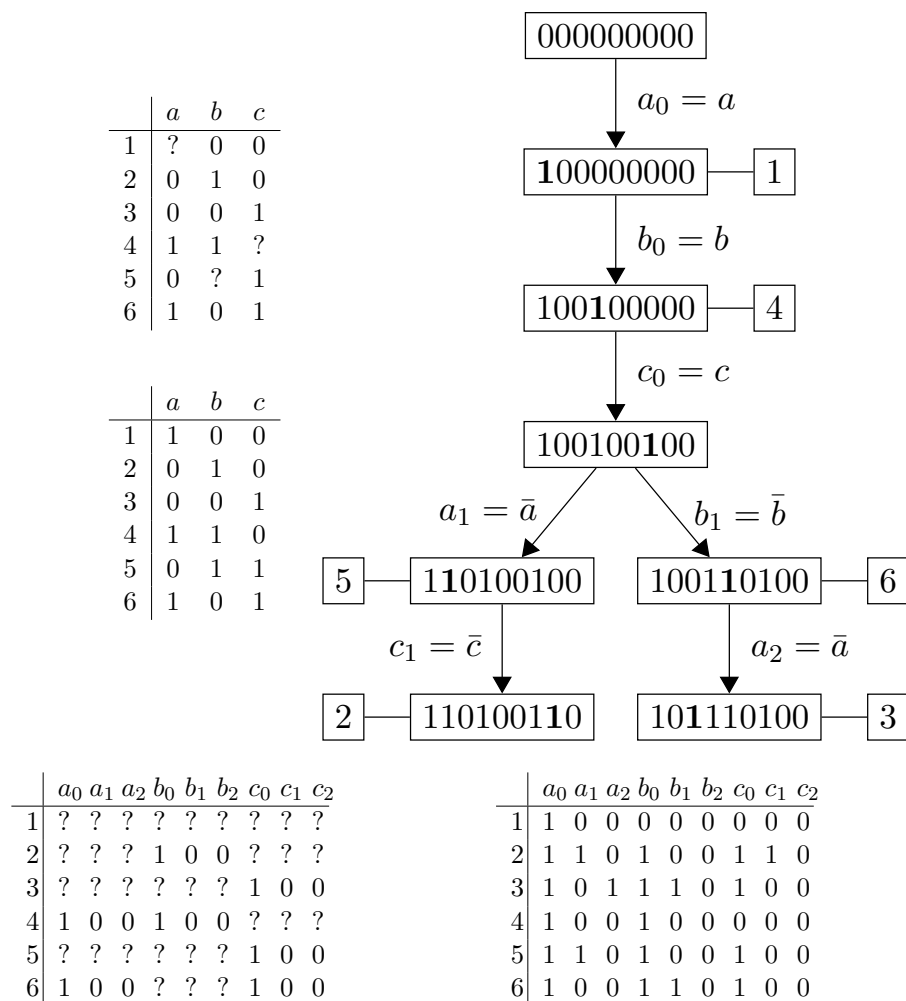 000000000
a₀ = a
100000000 1
b₀ = b
100100000 4
c₀ = c
100100100
a₁ = ā b₁ = b̄
5 110100100 100110100 6
c₁ = c̄ a₂ = ā
2 110100110 101110100 3
a b c
1 ? 0 0
2 0 1 0
3 0 0 1
4 1 1 ?
5 0 ? 1
6 1 0 1
a b c
1 1 0 0
2 0 1 0
3 0 0 1
4 1 1 0
5 0 1 1
6 1 0 1
a₀ a₁ a₂ b₀ b₁ b₂ c₀ c₁ c₂
1 ? ? ? ? ? ? ? ? ?
2 ? ? ? 1 0 0 ? ? ?
3 ? ? ? ? ? ? 1 0 0
4 1 0 0 1 0 0 ? ? ?
5 ? ? ? ? ? ? 1 0 0
6 1 0 0 ? ? ? 1 0 0
a₀ a₁ a₂ b₀ b₁ b₂ c₀ c₁ c₂
1 1 0 0 0 0 0 0 0 0
2 1 1 0 1 0 0 1 1 0
3 1 0 1 1 1 0 1 0 0
4 1 0 0 1 0 0 0 0 0
5 1 1 0 1 0 0 1 0 0
6 1 0 0 1 1 0 1 0 0